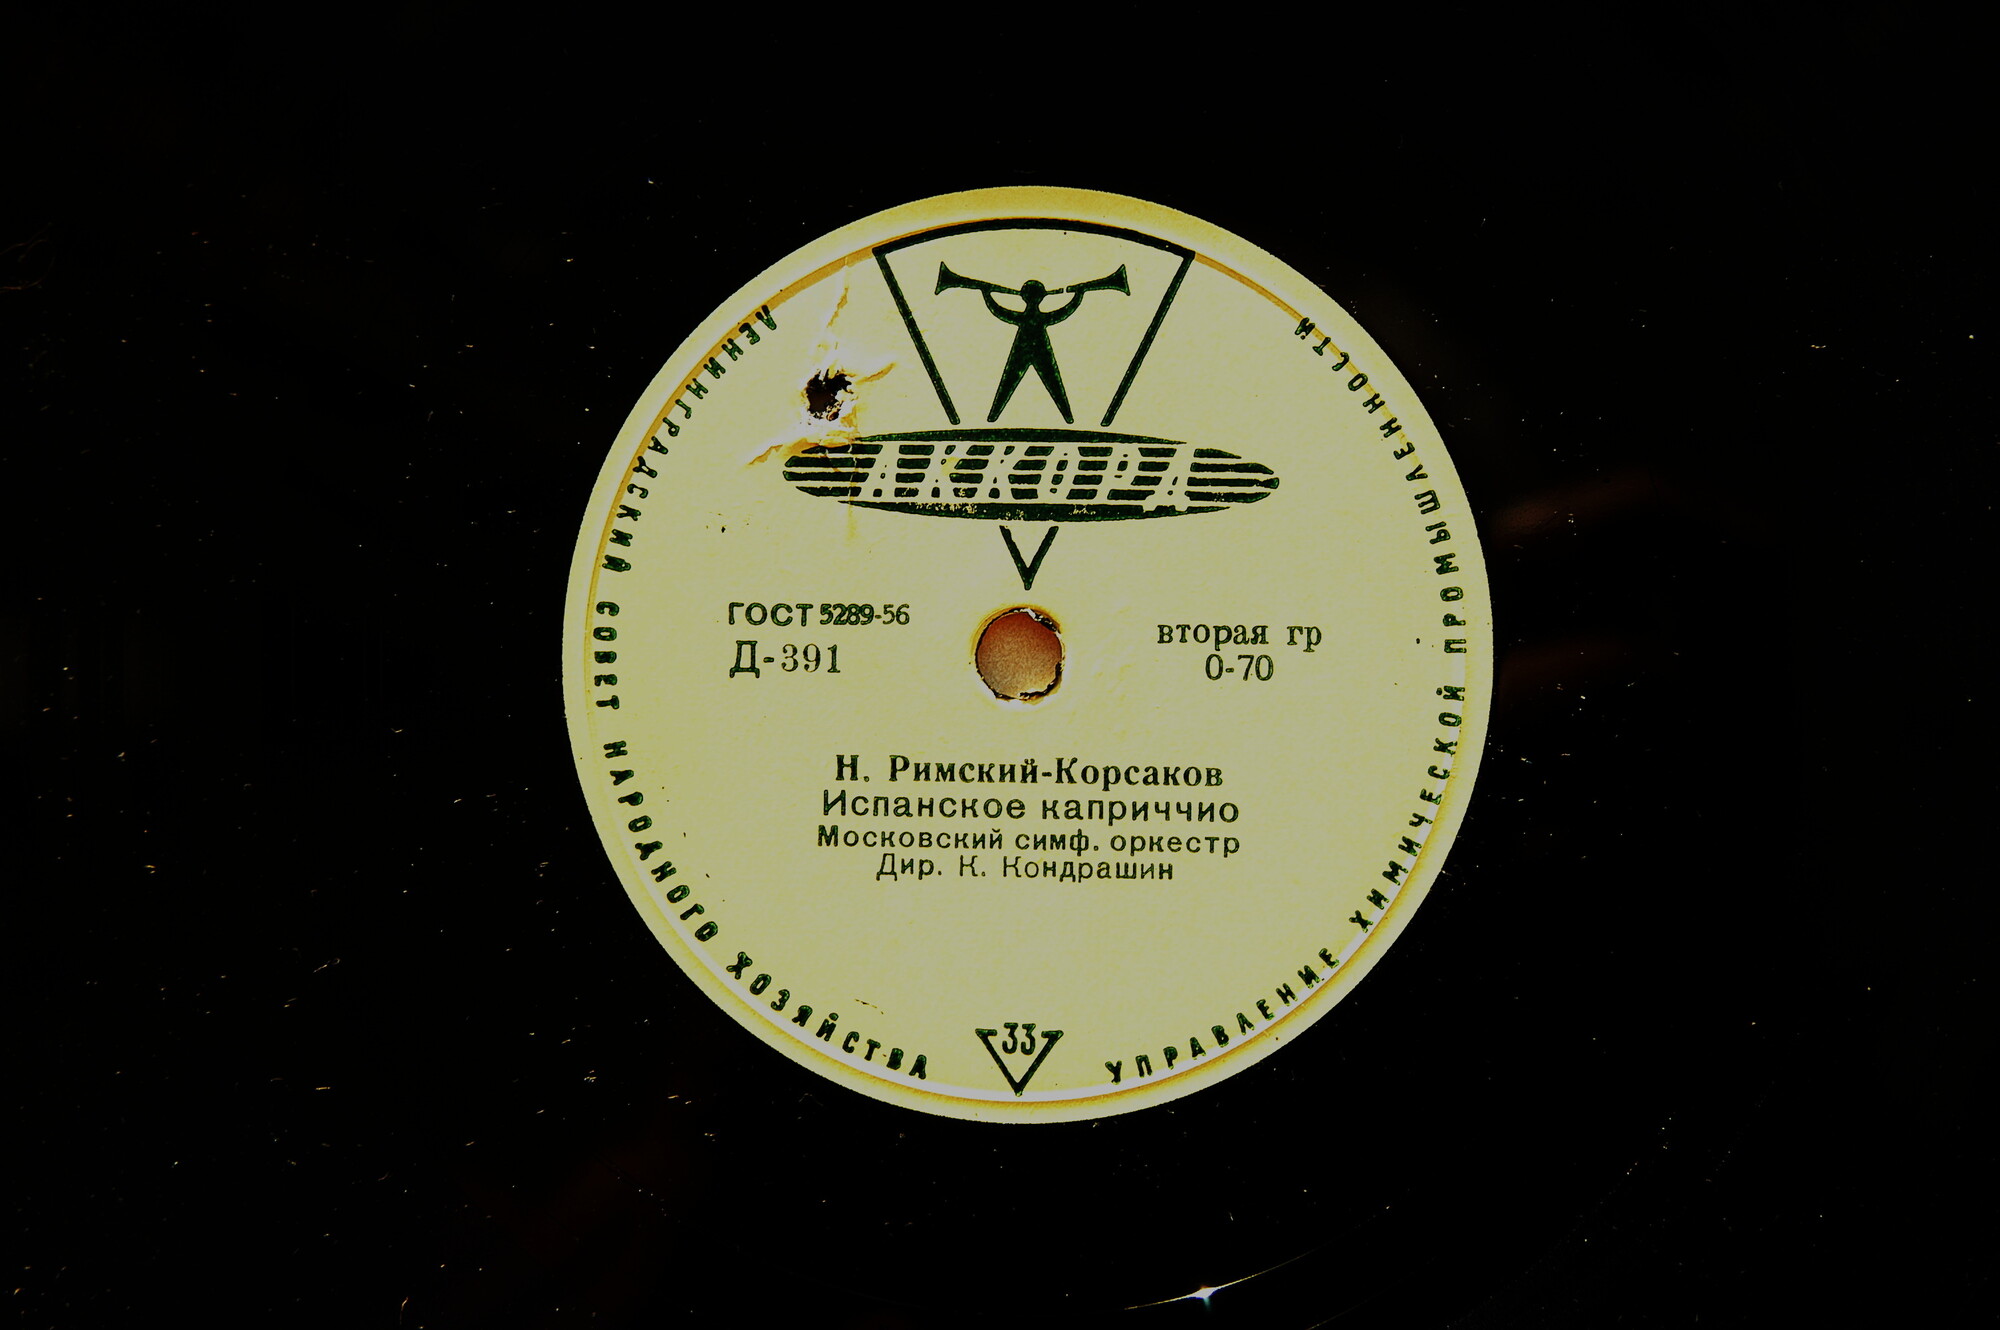 ЛЕНИНГРАДСКИЙ СОВЕТ НАРОДНОГО ХОЗЯЙСТВА
УПРАВЛЕНИЕ ХИМИЧЕСКОЙ ПРОМЫШЛЕННОСТИ
АККОРД
ГОСТ 5289-56
Д-391
вторая гр
0-70
Н. Римский-Корсаков
Испанское каприччио
Московский симф. оркестр
Дир. К. Кондрашин
33